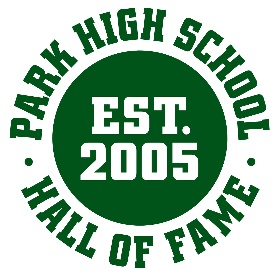 PARK HIGH SCHOOL
EST.
2005
• HALL OF FAME •